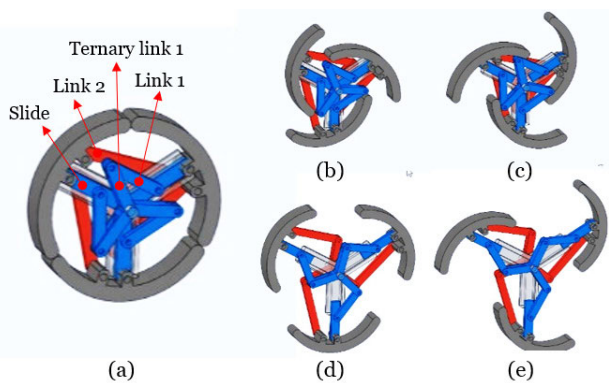 Ternary link 1
Link 2
Link 1
Slide
(a)
(b)
(c)
(d)
(e)